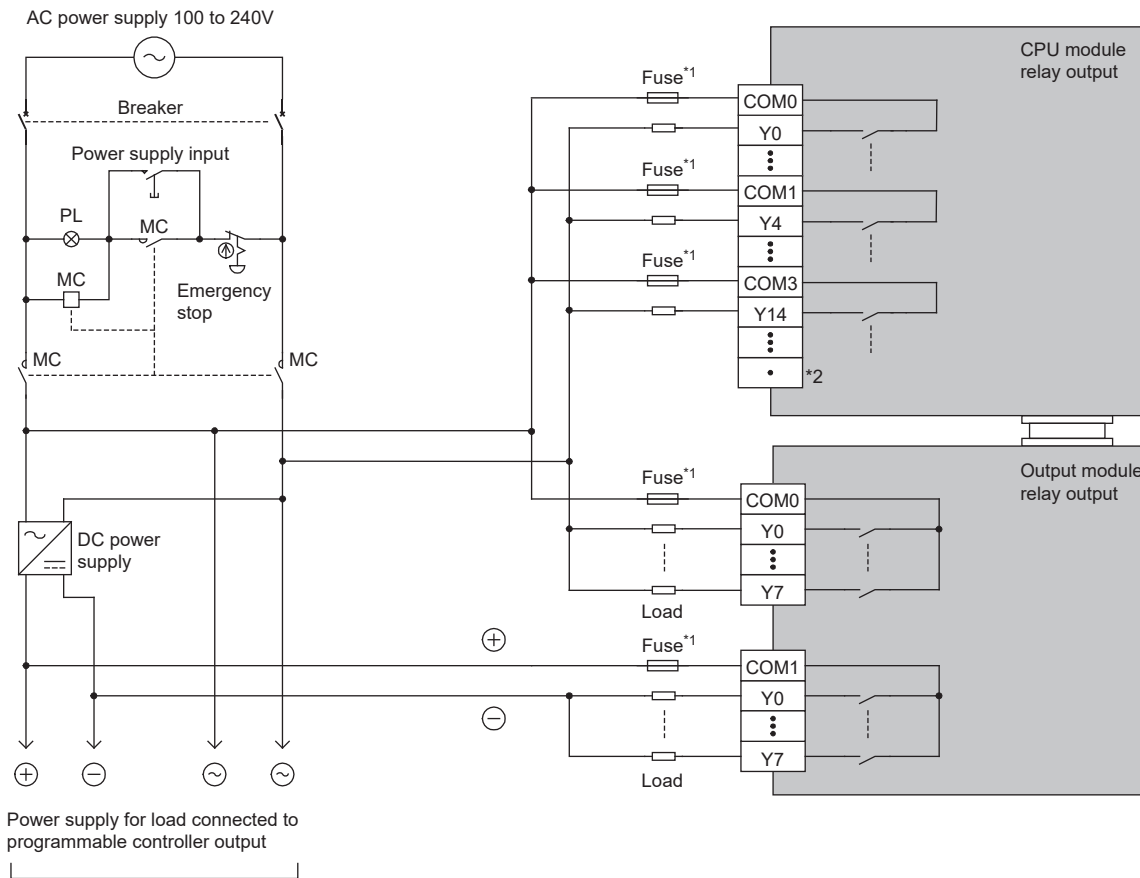 AC power supply 100 to 240V
Breaker
Power supply input
PL
MC
MC
Emergency
stop
MC
MC
DC power
supply
Power supply for load connected to
programmable controller output
CPU module
relay output
Fuse*1
COM0
Y0
Fuse*1
COM1
Y4
Fuse*1
COM3
Y14
*2
Output module
relay output
Fuse*1
COM0
Y0
Y7
Load
+
Fuse*1
COM1
Y0
−
Y7
Load
+
−
~
~